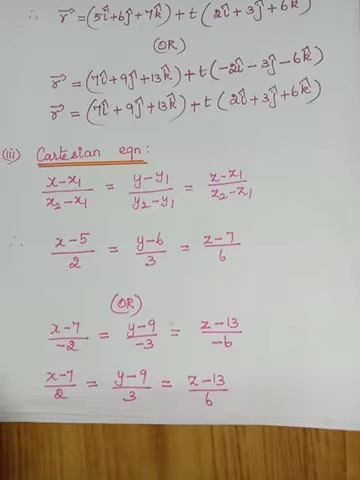 ∴ r⃗ = (5î+6ĵ+7k̂) + t (2î+3ĵ+6k̂)
(OR)
r⃗ = (7î+9ĵ+13k̂) + t (-2î-3ĵ-6k̂)
r⃗ = (7î+9ĵ+13k̂) + t (2î+3ĵ+6k̂)
(iii) Cartesian eqn:
(x-x₁)/(x₂-x₁) = (y-y₁)/(y₂-y₁) = (z-z₁)/(z₂-z₁)
∴ (x-5)/2 = (y-6)/3 = (z-7)/6
(OR)
(x-7)/-2 = (y-9)/-3 = (z-13)/-6
(x-7)/2 = (y-9)/3 = (z-13)/6